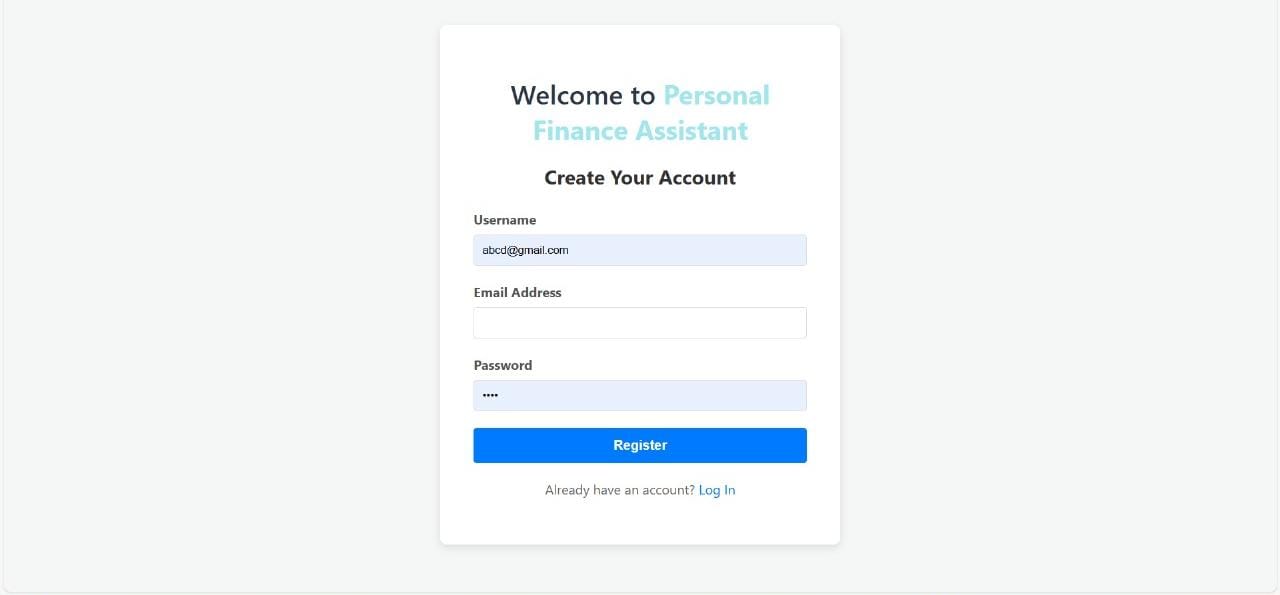 Welcome to Personal
Finance Assistant
Create Your Account
Username
abcd@gmail.com
Email Address
Password
••••
Register
Already have an account? Log In